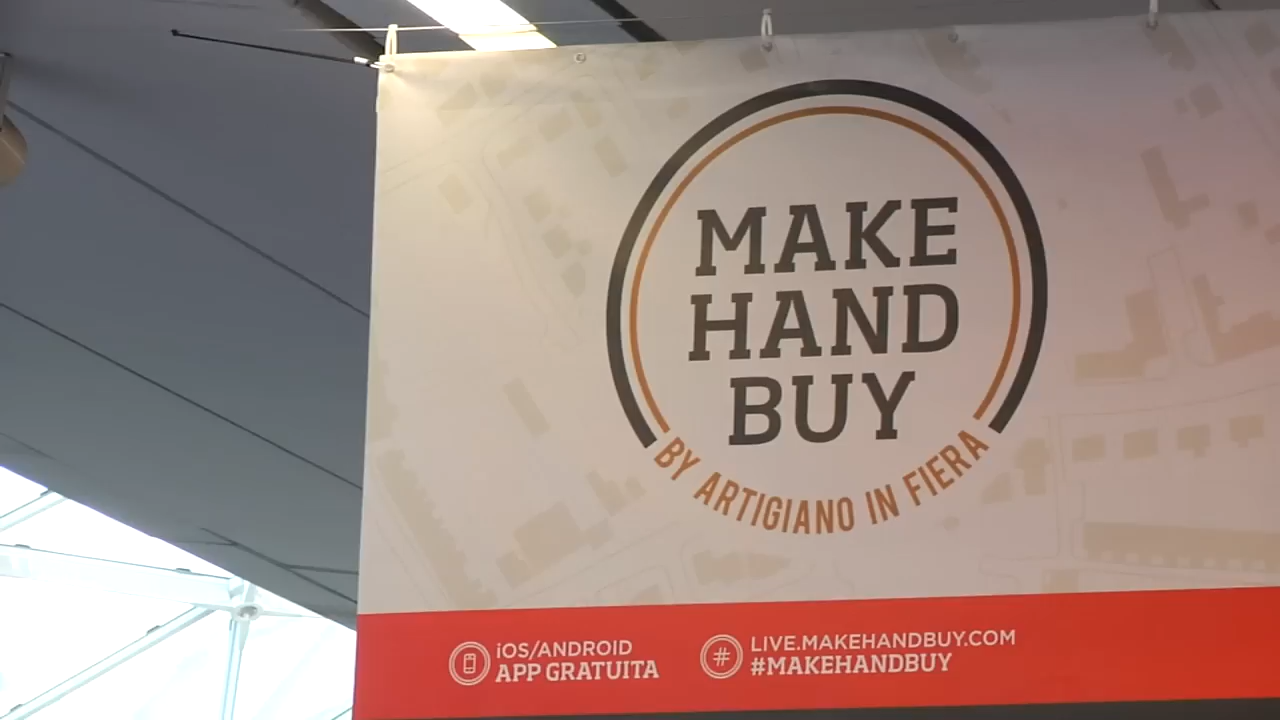 MAKE
HAND
BUY
BY ARTIGIANO IN FIERA
iOS/ANDROID
APP GRATUITA
#
LIVE.MAKEHANDBUY.COM
#MAKEHANDBUY